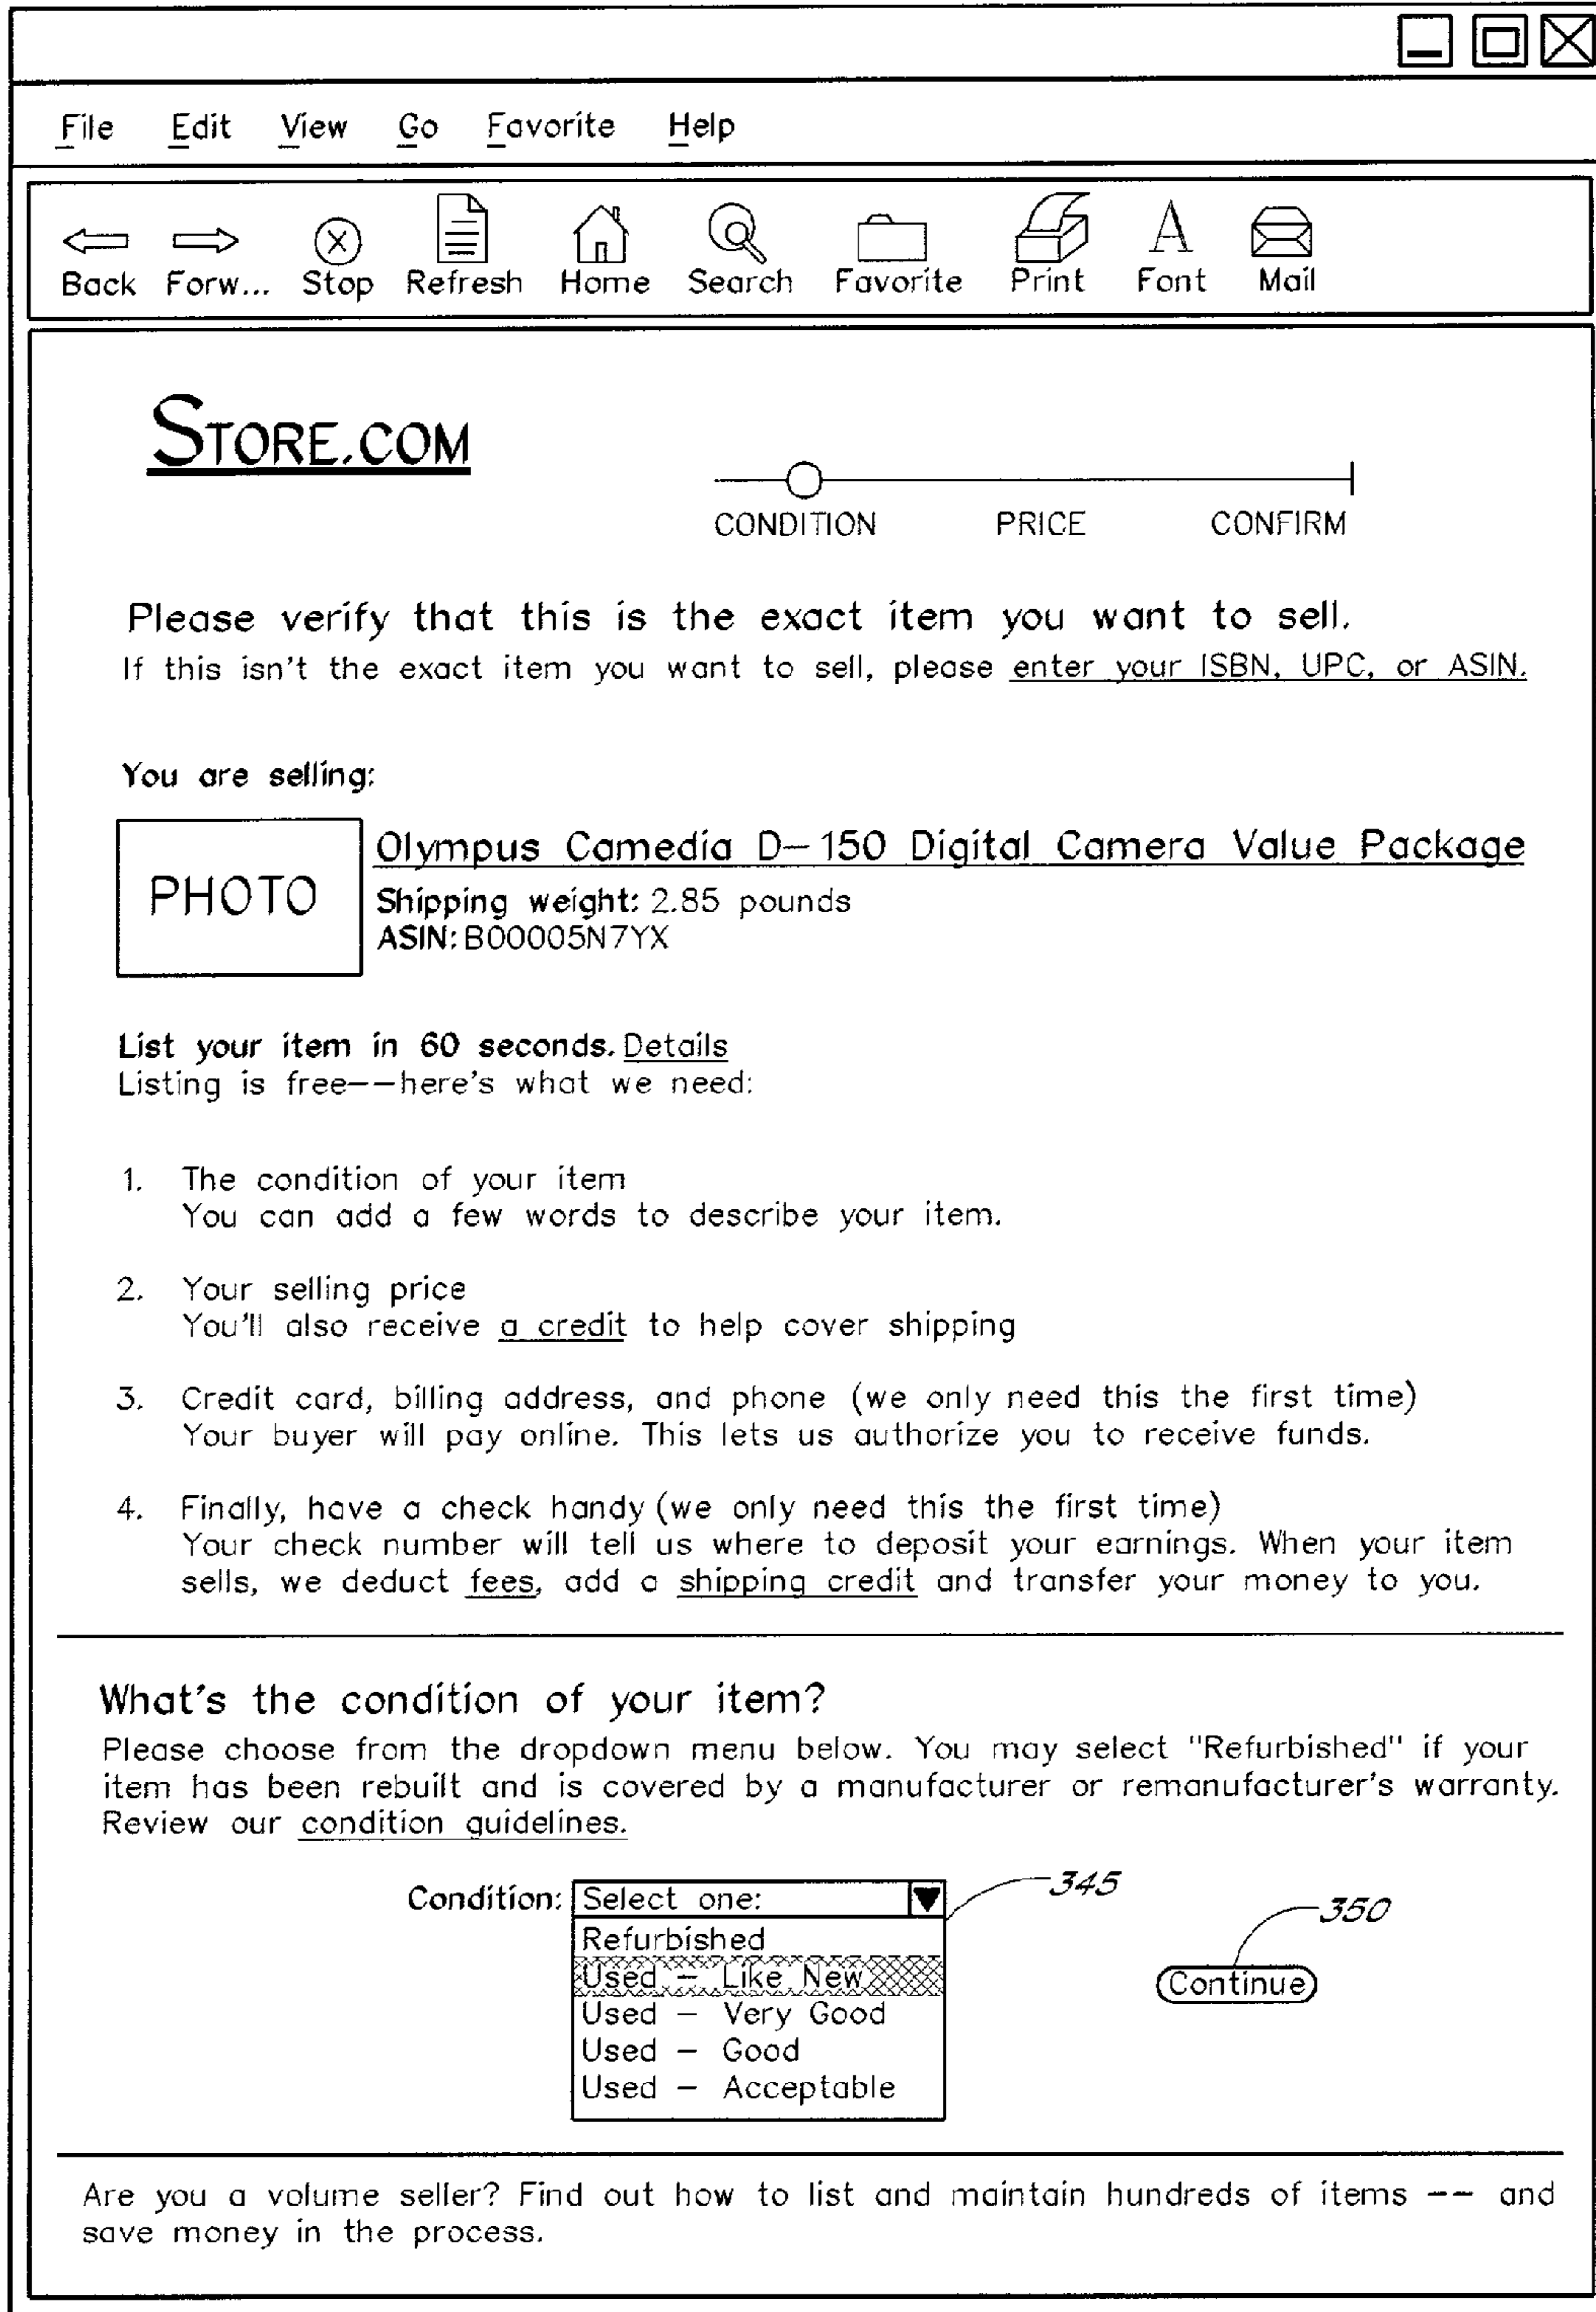 File Edit View Go Favorite Help
Back Forw... Stop Refresh Home Search Favorite Print Font Mail
STORE.COM
CONDITION PRICE CONFIRM
Please verify that this is the exact item you want to sell.
If this isn't the exact item you want to sell, please enter your ISBN, UPC, or ASIN.
You are selling:
PHOTO
Olympus Camedia D-150 Digital Camera Value Package
Shipping weight: 2.85 pounds
ASIN: B00005N7YX
List your item in 60 seconds. Details
Listing is free--here's what we need:
1. The condition of your item
You can add a few words to describe your item.
2. Your selling price
You'll also receive a credit to help cover shipping
3. Credit card, billing address, and phone (we only need this the first time)
Your buyer will pay online. This lets us authorize you to receive funds.
4. Finally, have a check handy (we only need this the first time)
Your check number will tell us where to deposit your earnings. When your item
sells, we deduct fees, add a shipping credit and transfer your money to you.
What's the condition of your item?
Please choose from the dropdown menu below. You may select "Refurbished" if your
item has been rebuilt and is covered by a manufacturer or remanufacturer's warranty.
Review our condition guidelines.
Condition: Select one: 345
Refurbished
350
Used - Like New
Continue
Used - Very Good
Used - Good
Used - Acceptable
Are you a volume seller? Find out how to list and maintain hundreds of items -- and
save money in the process.